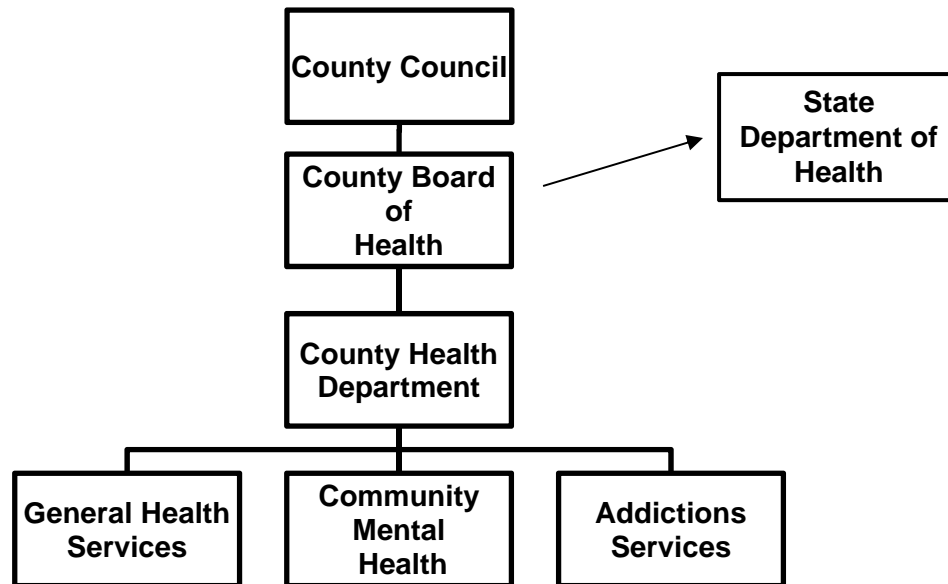 County Council
State
Department of
Health
County Board
of
Health
County Health
Department
General Health
Services
Community
Mental
Health
Addictions
Services